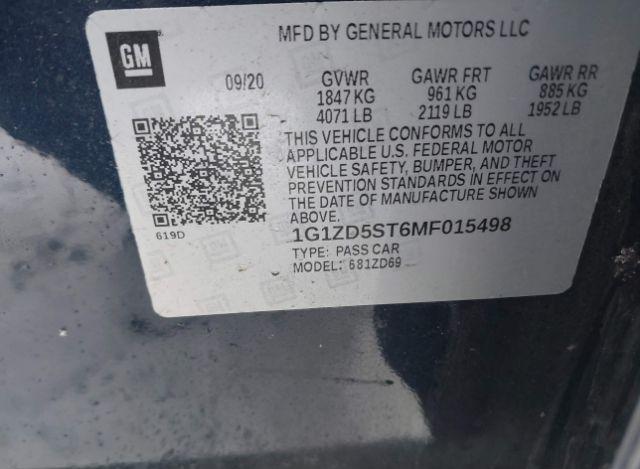 GM
MFD BY GENERAL MOTORS LLC
09/20 GVWR GAWR FRT GAWR RR
1847 KG 961 KG 885 KG
4071 LB 2119 LB 1952 LB
THIS VEHICLE CONFORMS TO ALL
APPLICABLE U.S. FEDERAL MOTOR
VEHICLE SAFETY, BUMPER, AND THEFT
PREVENTION STANDARDS IN EFFECT ON
THE DATE OF MANUFACTURE SHOWN
ABOVE.
619D
1G1ZD5ST6MF015498
TYPE: PASS CAR
MODEL: 681ZD69